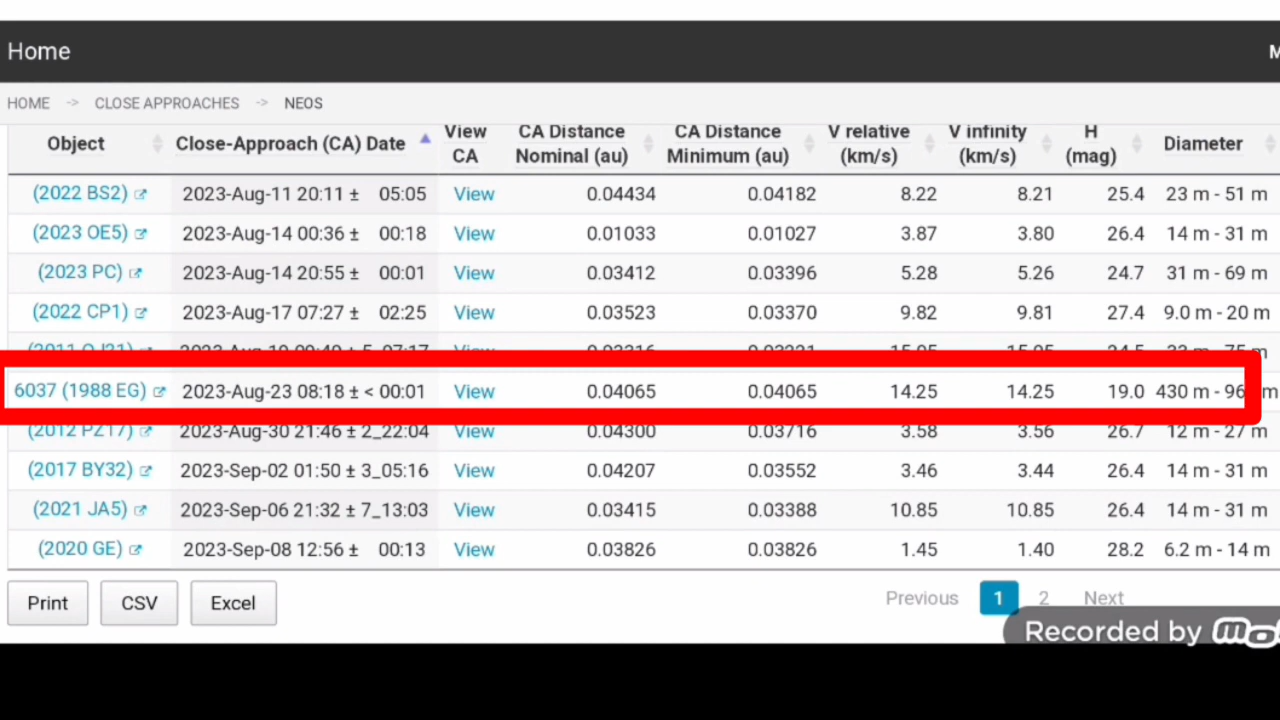 Home
HOME -> CLOSE APPROACHES -> NEOS
Object Close-Approach (CA) Date View CA CA Distance Nominal (au) CA Distance Minimum (au) V relative (km/s) V infinity (km/s) H (mag) Diameter
(2022 BS2) 2023-Aug-11 20:11 ± 05:05 View 0.04434 0.04182 8.22 8.21 25.4 23 m - 51 m
(2023 OE5) 2023-Aug-14 00:36 ± 00:18 View 0.01033 0.01027 3.87 3.80 26.4 14 m - 31 m
(2023 PC) 2023-Aug-14 20:55 ± 00:01 View 0.03412 0.03396 5.28 5.26 24.7 31 m - 69 m
(2022 CP1) 2023-Aug-17 07:27 ± 02:25 View 0.03523 0.03370 9.82 9.81 27.4 9.0 m - 20 m
6037 (1988 EG) 2023-Aug-23 08:18 ± < 00:01 View 0.04065 0.04065 14.25 14.25 19.0 430 m - 96 m
(2012 PZ17) 2023-Aug-30 21:46 ± 2_22:04 View 0.04300 0.03716 3.58 3.56 26.7 12 m - 27 m
(2017 BY32) 2023-Sep-02 01:50 ± 3_05:16 View 0.04207 0.03552 3.46 3.44 26.4 14 m - 31 m
(2021 JA5) 2023-Sep-06 21:32 ± 7_13:03 View 0.03415 0.03388 10.85 10.85 26.4 14 m - 31 m
(2020 GE) 2023-Sep-08 12:56 ± 00:13 View 0.03826 0.03826 1.45 1.40 28.2 6.2 m - 14 m
Print CSV Excel Previous 1 2 Next
Recorded by